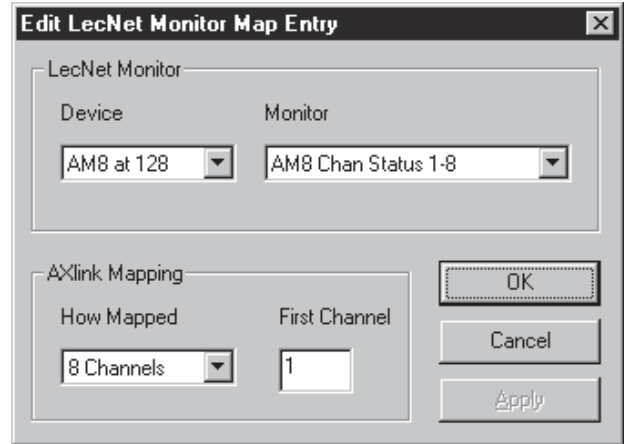 Edit LecNet Monitor Map Entry
LecNet Monitor
Device Monitor
AM8 at 128 AM8 Chan Status 1-8
AXlink Mapping
How Mapped First Channel
8 Channels 1
OK
Cancel
Apply